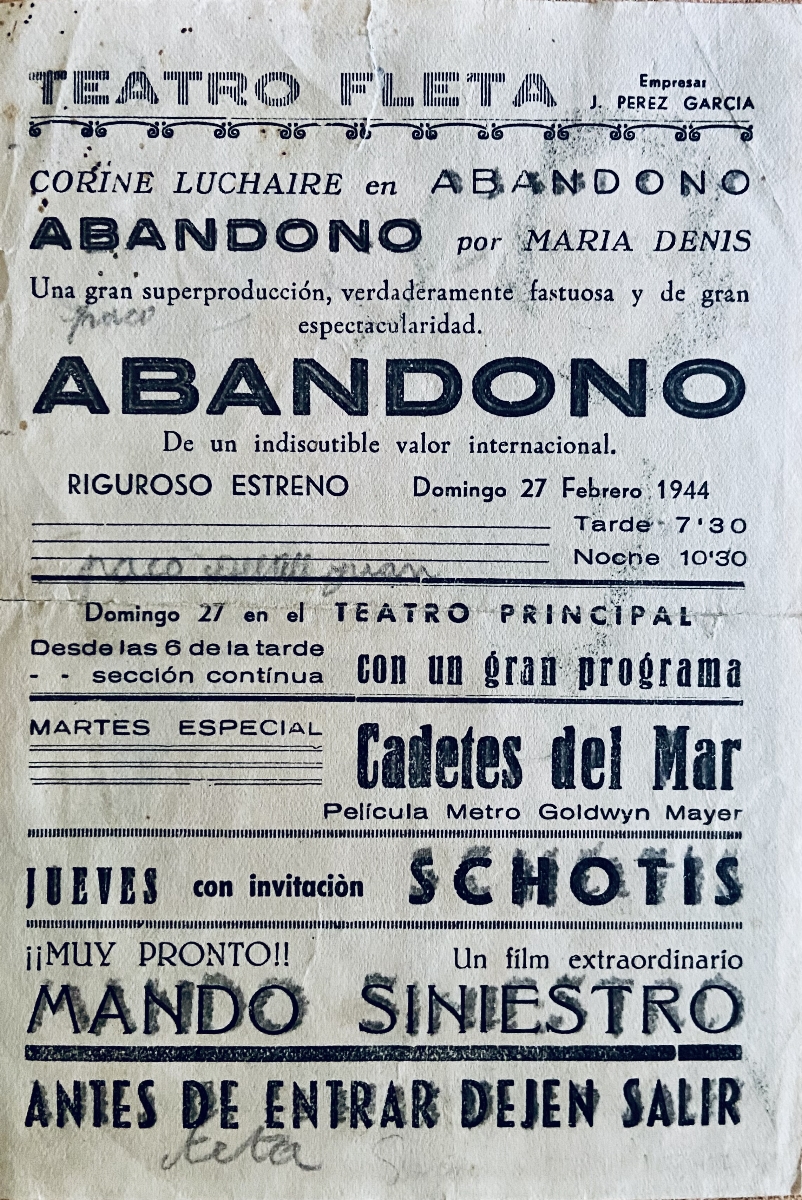 TEATRO FLETA
Empresa:
J. PEREZ GARCIA
CORINE LUCHAIRE en ABANDONO
ABANDONO por MARIA DENIS
Una gran superproducción, verdaderamente fastuosa y de gran
paco
espectacularidad.
ABANDONO
De un indiscutible valor internacional.
RIGUROSO ESTRENO Domingo 27 Febrero 1944
Tarde 7'30
Noche 10'30
paco juan
Domingo 27 en el TEATRO PRINCIPAL
Desde las 6 de la tarde
- - sección contínua
con un gran programa
MARTES ESPECIAL
Cadetes del Mar
Película Metro Goldwyn Mayer
JUEVES con invitaciòn SCHOTIS
¡¡MUY PRONTO!! Un film extraordinario
MANDO SINIESTRO
ANTES DE ENTRAR DEJEN SALIR
teta